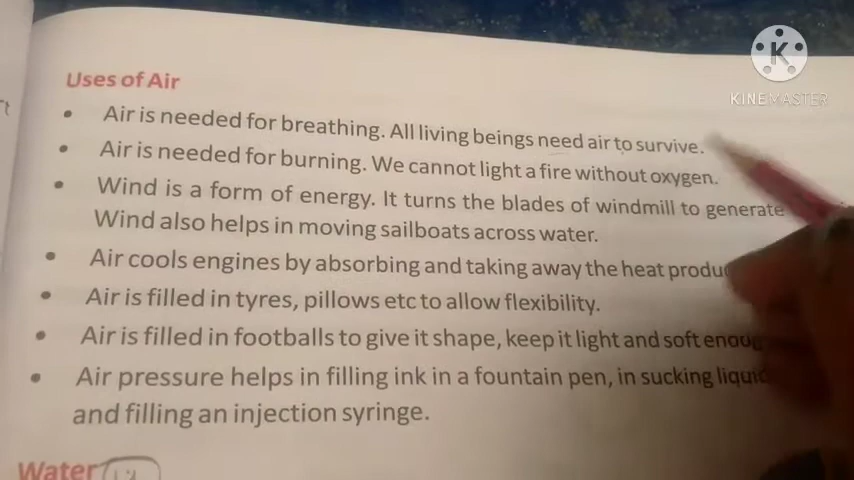 Uses of Air
• Air is needed for breathing. All living beings need air to survive.
• Air is needed for burning. We cannot light a fire without oxygen.
• Wind is a form of energy. It turns the blades of windmill to generate
Wind also helps in moving sailboats across water.
• Air cools engines by absorbing and taking away the heat
• Air is filled in tyres, pillows etc to allow flexibility.
• Air is filled in footballs to give it shape, keep it light and soft
• Air pressure helps in filling ink in a fountain pen, in sucking
and filling an injection syringe.
Water
K
KINEMASTER